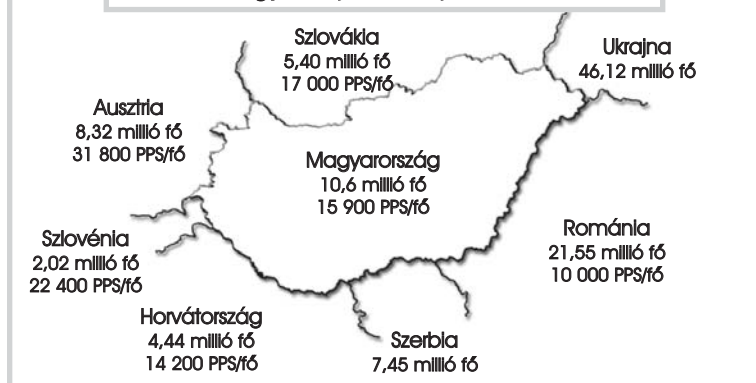 Szlovákia
5,40 millió fő
17 000 PPS/fő
Ukrajna
46,12 millió fő
Ausztria
8,32 millió fő
31 800 PPS/fő
Magyarország
10,6 millió fő
15 900 PPS/fő
Szlovénia
2,02 millió fő
22 400 PPS/fő
Románia
21,55 millió fő
10 000 PPS/fő
Horvátország
4,44 millió fő
14 200 PPS/fő
Szerbia
7,45 millió fő